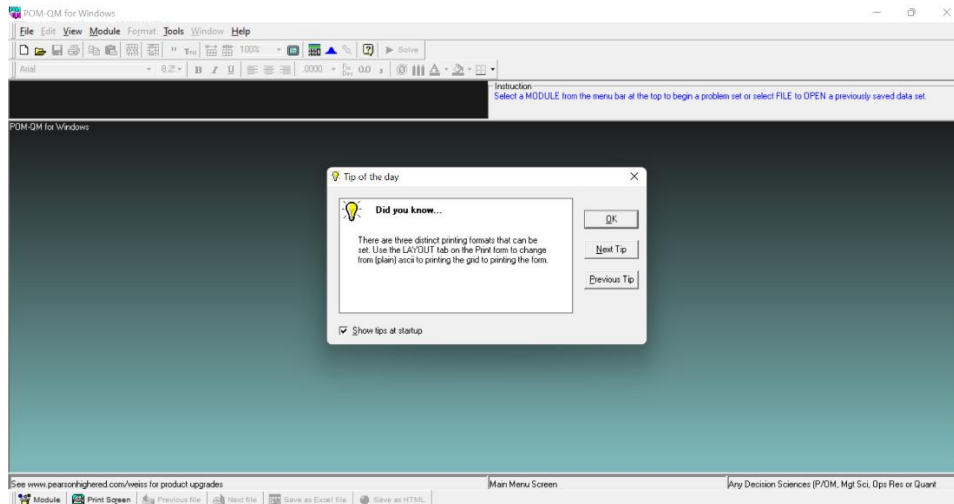 POM-QM for Windows
File Edit View Module Format Tools Window Help
100% Solve
Arial 8.2 B I U .0000 0.0 ,
Instruction
Select a MODULE from the menu bar at the top to begin a problem set or select FILE to OPEN a previously saved data set.
POM-QM for Windows
Tip of the day
Did you know...
There are three distinct printing formats that can be
set. Use the LAYOUT tab on the Print form to change
from (plain) ascii to printing the grid to printing the form.
OK
Next Tip
Previous Tip
Show tips at startup
See www.pearsonhighered.com/weiss for product upgrades Main Menu Screen Any Decision Sciences (P/OM, Mgt Sci, Ops Res or Quant
Module Print Screen Previous file Next file Save as Excel file Save as HTML